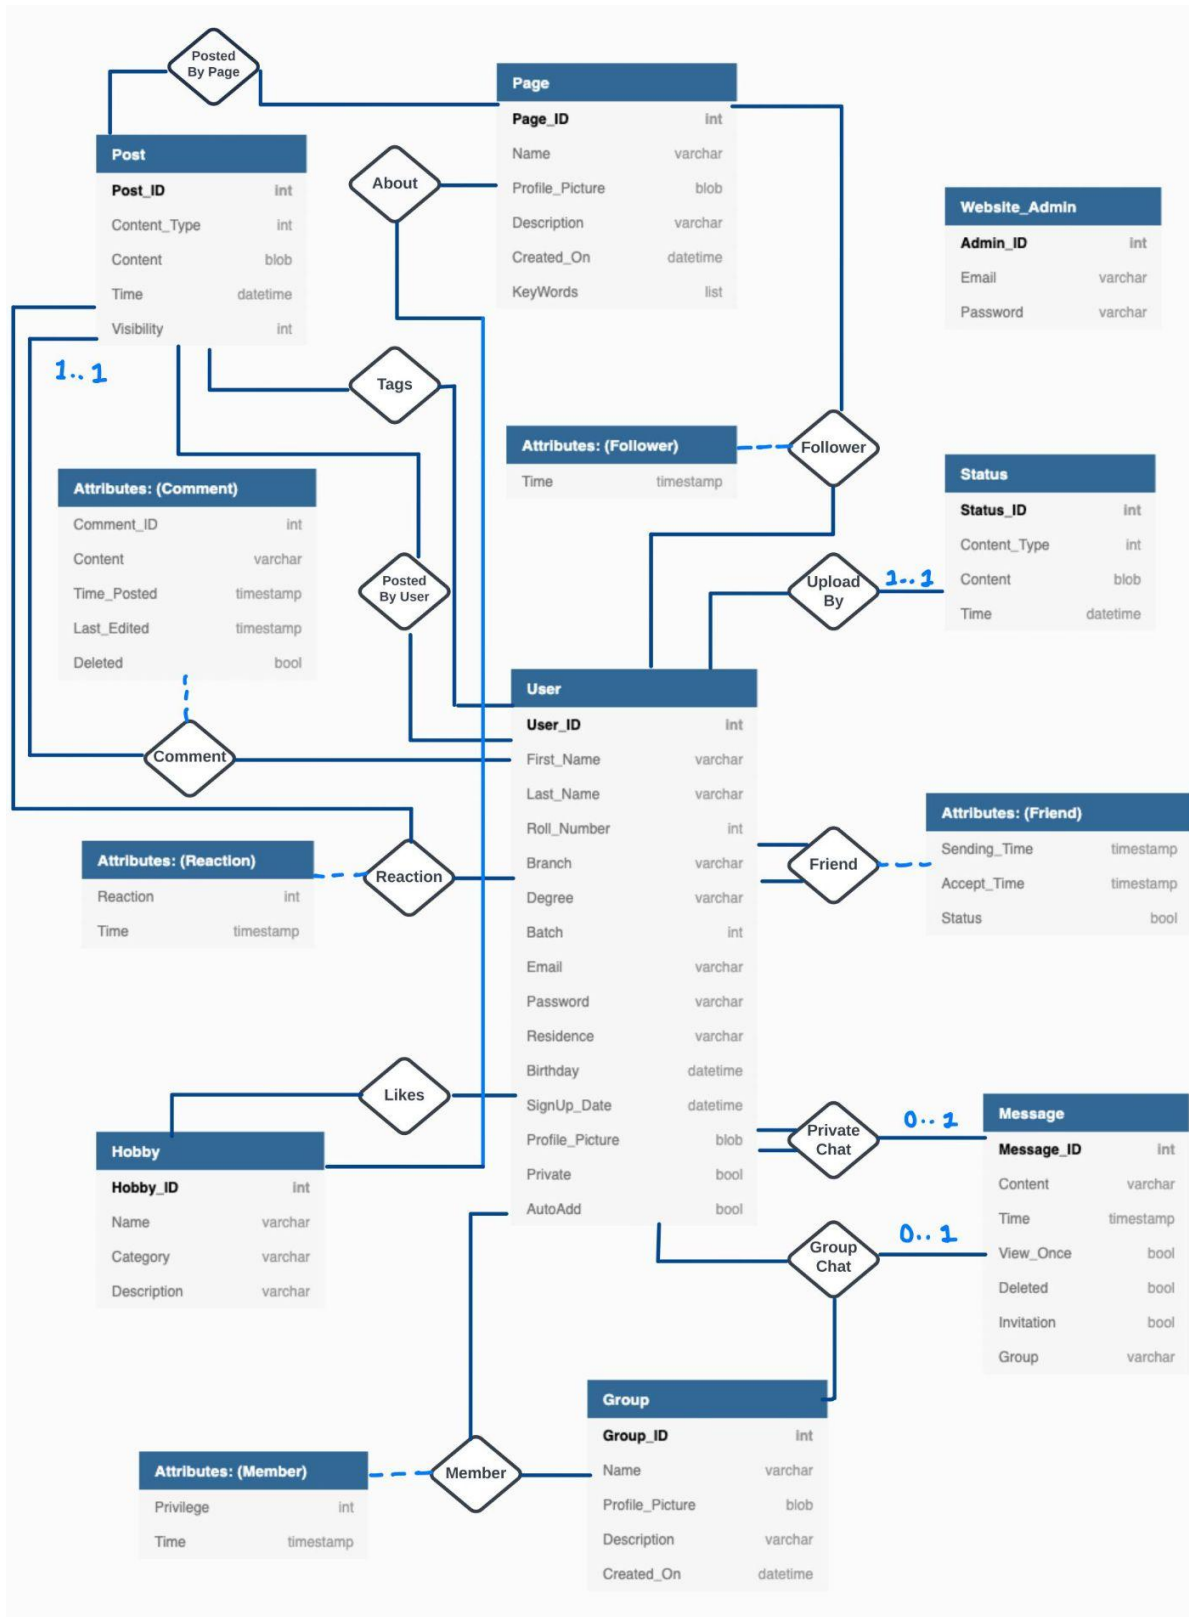 Posted
By Page
Page
Page_ID int
Name varchar
Profile_Picture blob
Description varchar
Created_On datetime
KeyWords list
Post
Post_ID int
Content_Type int
Content blob
Time datetime
Visibility int
About
Website_Admin
Admin_ID int
Email varchar
Password varchar
1..1
Tags
Attributes: (Follower)
Time timestamp
Follower
Attributes: (Comment)
Comment_ID int
Content varchar
Time_Posted timestamp
Last_Edited timestamp
Deleted bool
Posted
By User
Upload
By
1..1
Status
Status_ID int
Content_Type int
Content blob
Time datetime
Comment
User
User_ID int
First_Name varchar
Last_Name varchar
Roll_Number int
Branch varchar
Degree varchar
Batch int
Email varchar
Password varchar
Residence varchar
Birthday datetime
SignUp_Date datetime
Profile_Picture blob
Private bool
AutoAdd bool
Attributes: (Reaction)
Reaction int
Time timestamp
Reaction
Friend
Attributes: (Friend)
Sending_Time timestamp
Accept_Time timestamp
Status bool
Likes
Hobby
Hobby_ID int
Name varchar
Category varchar
Description varchar
Private
Chat
0..1
Message
Message_ID int
Content varchar
Time timestamp
View_Once bool
Deleted bool
Invitation bool
Group varchar
Group
Chat
0..1
Group
Group_ID int
Name varchar
Profile_Picture blob
Description varchar
Created_On datetime
Attributes: (Member)
Privilege int
Time timestamp
Member